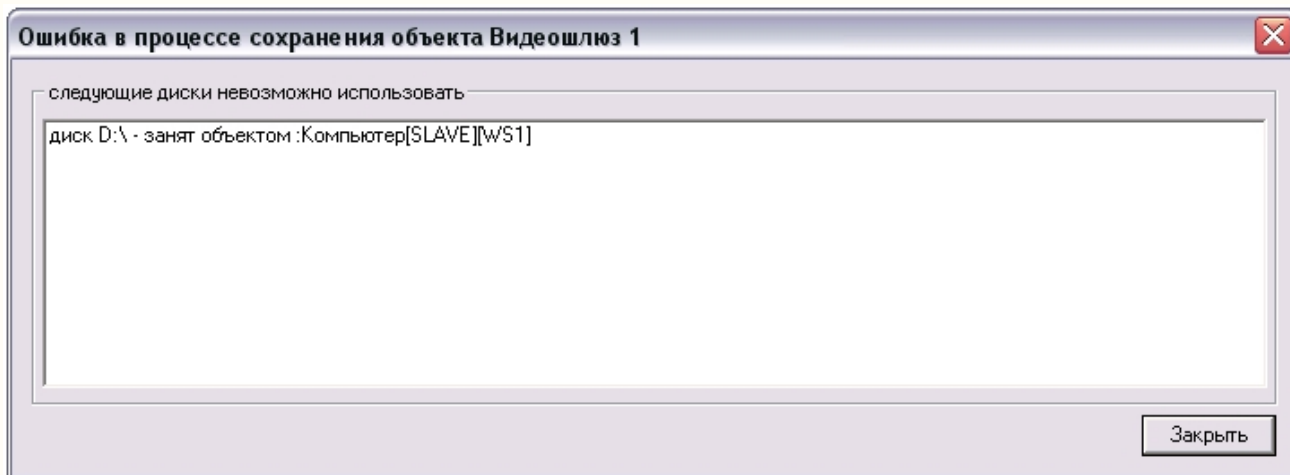 Ошибка в процессе сохранения объекта Видеошлюз 1
следующие диски невозможно использовать
диск D:\ - занят объектом :Компьютер[SLAVE][WS1]
Закрыть